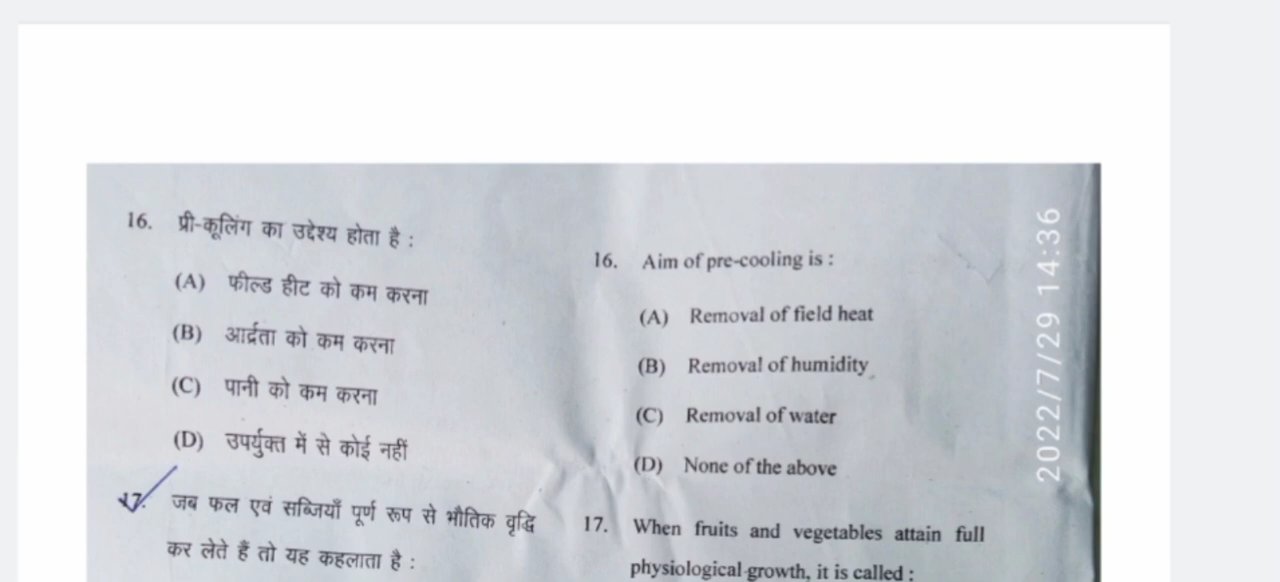 16. प्री-कूलिंग का उद्देश्य होता है :
(A) फील्ड हीट को कम करना
(B) आर्द्रता को कम करना
(C) पानी को कम करना
(D) उपर्युक्त में से कोई नहीं
17. जब फल एवं सब्जियाँ पूर्ण रूप से भौतिक वृद्धि
कर लेते हैं तो यह कहलाता है :
16. Aim of pre-cooling is :
(A) Removal of field heat
(B) Removal of humidity
(C) Removal of water
(D) None of the above
17. When fruits and vegetables attain full
physiological growth, it is called :
2022/7/29 14:36